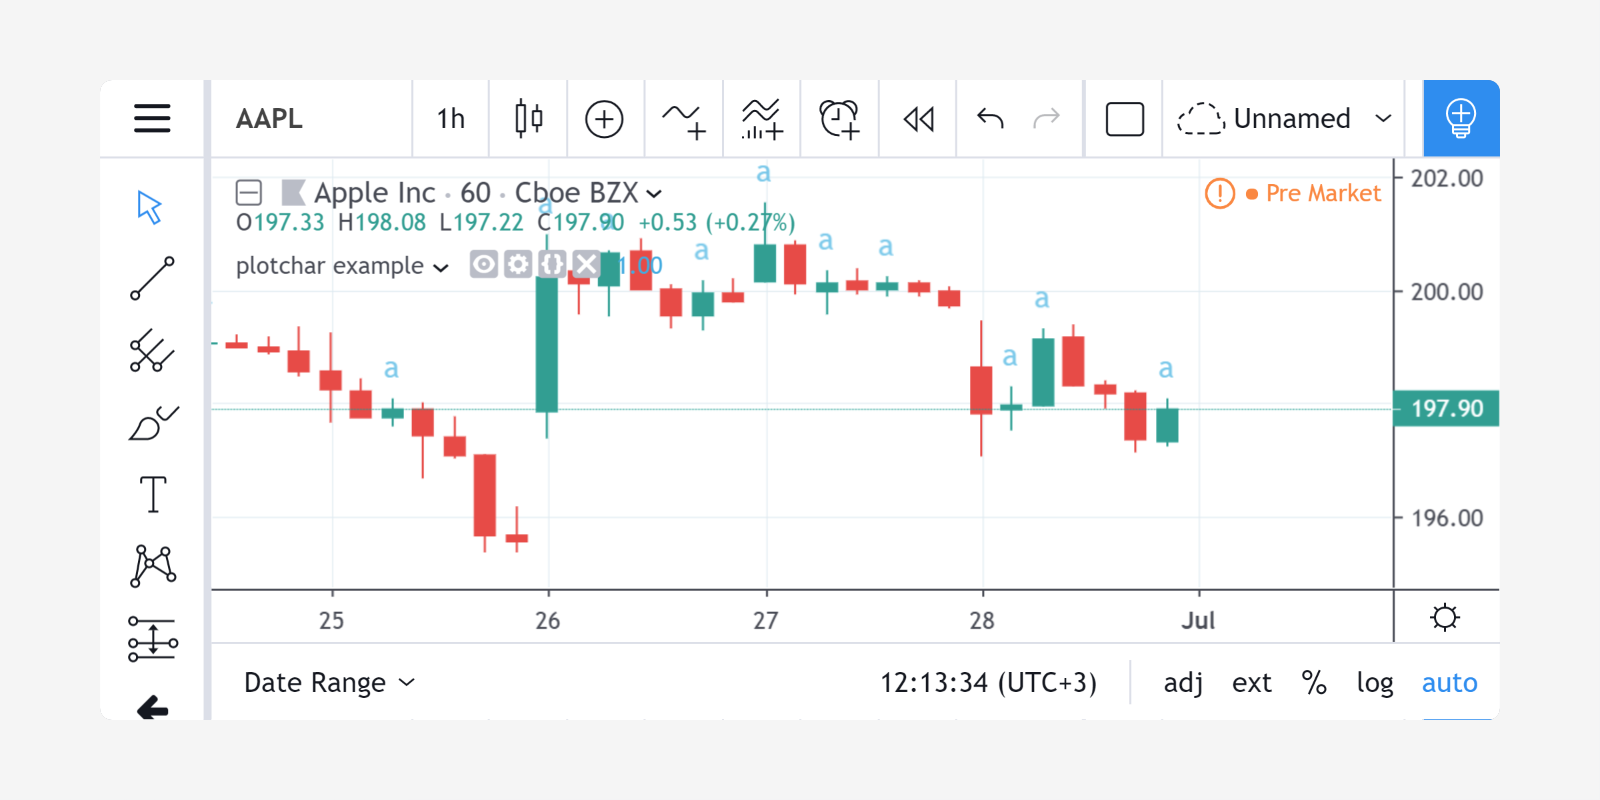 AAPL 1h Unnamed
Apple Inc · 60 · Cboe BZX
Pre Market
O197.33 H198.08 L197.22 C197.90 +0.53 (+0.27%)
plotchar example {} 1.00
a
a
a
a
a
a
a
a
a
a
a
202.00
200.00
197.90
196.00
25 26 27 28 Jul
Date Range 12:13:34 (UTC+3) adj ext % log auto